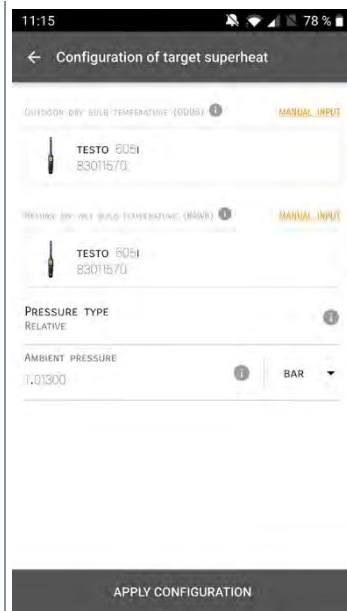 11:15 78 %
Configuration of target superheat
OUTDOOR DRY BULB TEMPERATURE (ODDB) MANUAL INPUT
TESTO 605I
83011570
RETURN AIR WET BULB TEMPERATURE (RAWB) MANUAL INPUT
TESTO 605I
83011570
PRESSURE TYPE
RELATIVE
AMBIENT PRESSURE
1.01300 BAR
APPLY CONFIGURATION